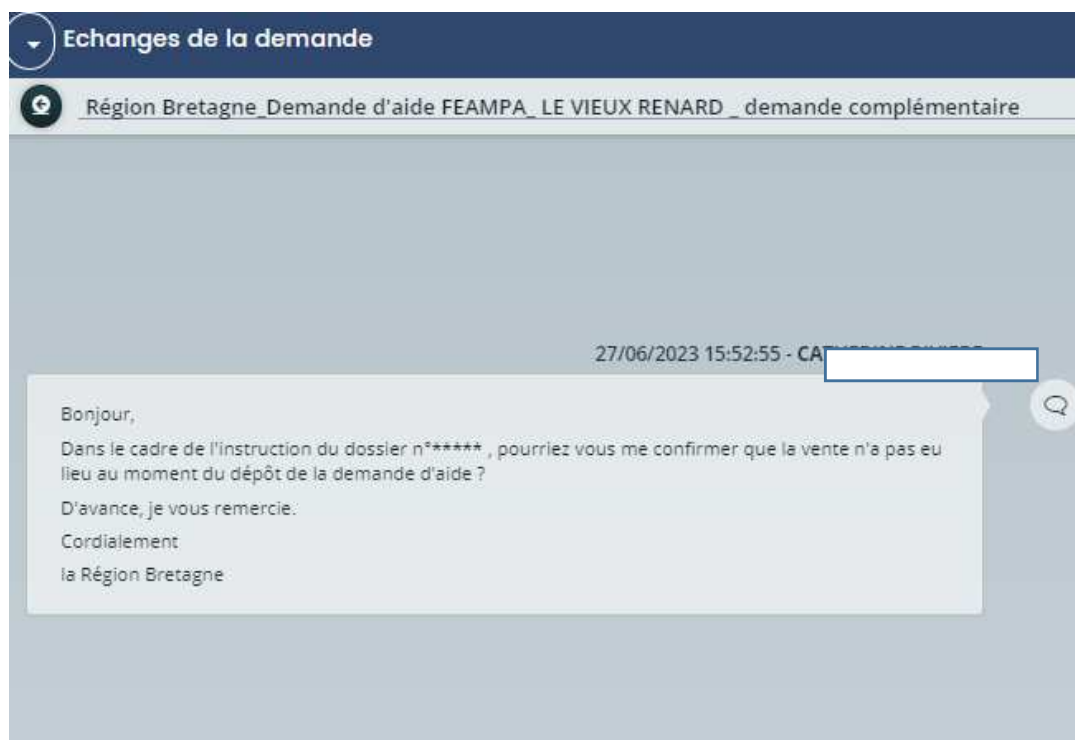 Echanges de la demande
Région Bretagne_Demande d'aide FEAMPA_ LE VIEUX RENARD _ demande complémentaire
27/06/2023 15:52:55 -
Bonjour,
Dans le cadre de l'instruction du dossier n°***** , pourriez vous me confirmer que la vente n'a pas eu
lieu au moment du dépôt de la demande d'aide ?
D'avance, je vous remercie.
Cordialement
la Région Bretagne